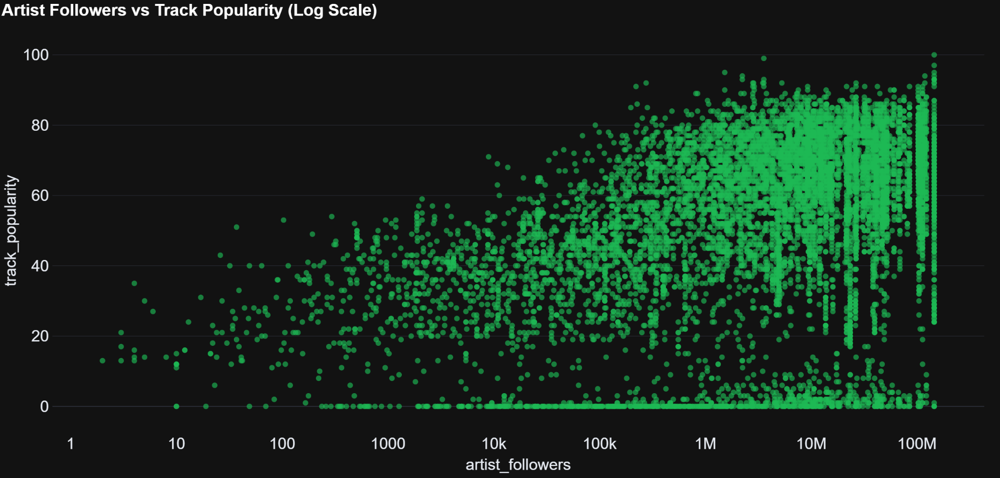 Artist Followers vs Track Popularity (Log Scale)
100
80
60
40
20
0
track_popularity
1
10
100
1000
10k
100k
1M
10M
100M
artist_followers